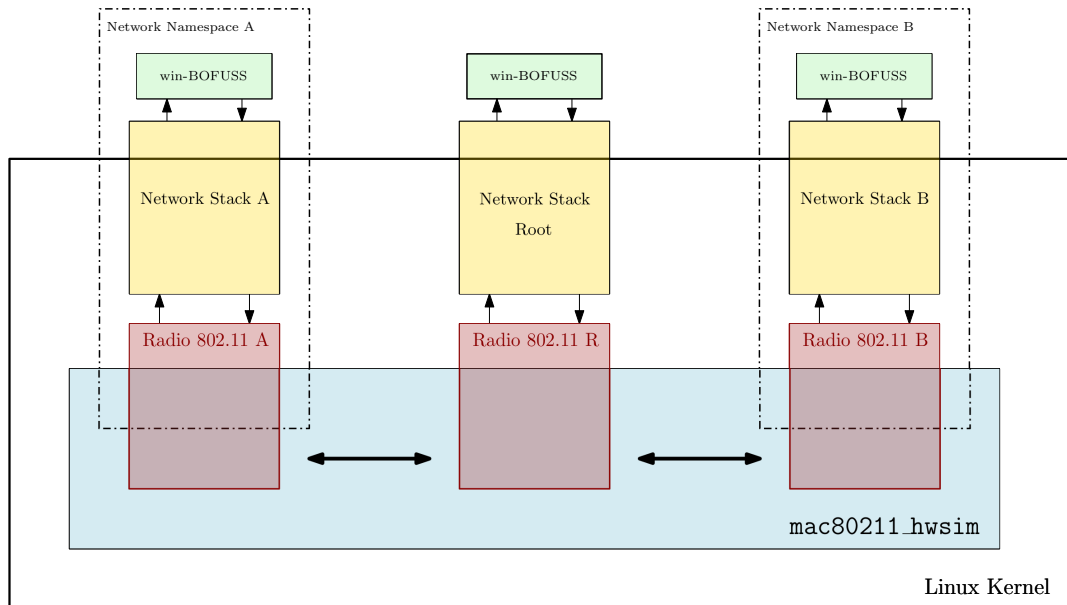 Network Namespace A
Network Namespace B
win-BOFUSS
win-BOFUSS
win-BOFUSS
Network Stack A
Network Stack
Root
Network Stack B
Radio 802.11 A
Radio 802.11 R
Radio 802.11 B
mac80211_hwsim
Linux Kernel